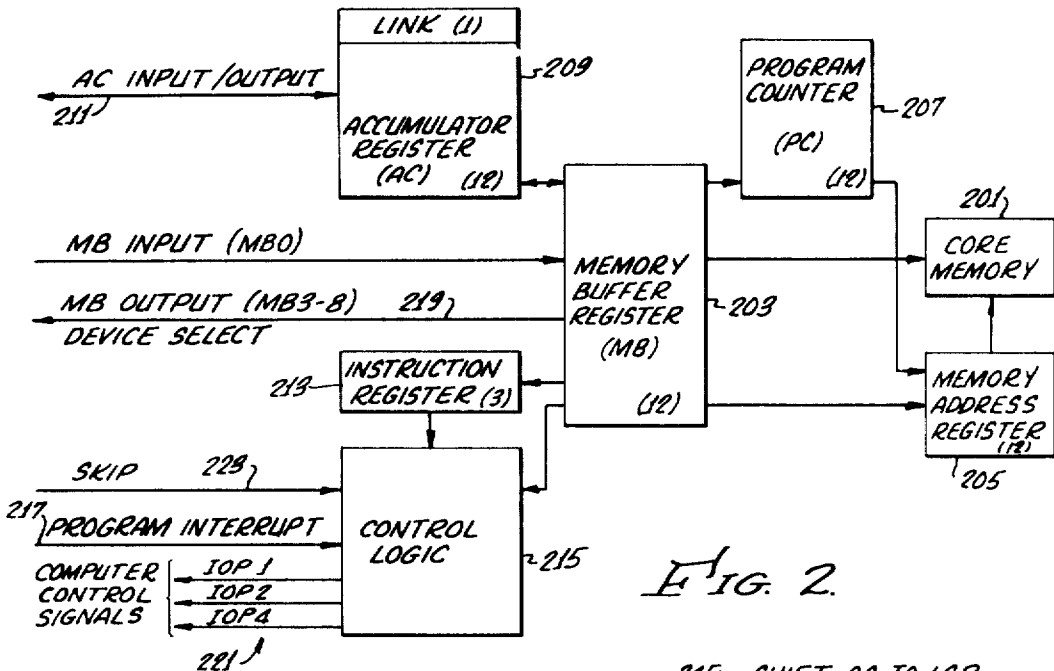 LINK (1)
209
AC INPUT/OUTPUT
211
ACCUMULATOR
REGISTER
(AC)
(12)
PROGRAM
COUNTER
(PC)
(12)
207
201
CORE
MEMORY
MB INPUT (MB0)
MEMORY
BUFFER
REGISTER
(MB)
(12)
203
MB OUTPUT (MB3-8)
219
DEVICE SELECT
213
INSTRUCTION
REGISTER (3)
MEMORY
ADDRESS
REGISTER
(12)
205
SKIP
223
217
PROGRAM INTERRUPT
CONTROL
LOGIC
215
COMPUTER
CONTROL
SIGNALS
IOP 1
IOP 2
IOP 4
221
FIG. 2.